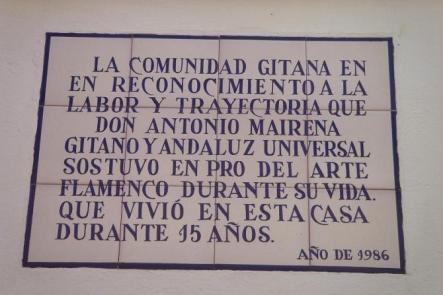 LA COMUNIDAD GITANA EN
EN RECONOCIMIENTO A LA
LABOR Y TRAYECTORIA QUE
DON ANTONIO MAIRENA
GITANO Y ANDALUZ UNIVERSAL
SOSTUVO EN PRO DEL ARTE
FLAMENCO DURANTE SU VIDA.
QUE VIVIÓ EN ESTA CASA
DURANTE 15 AÑOS.
AÑO DE 1986